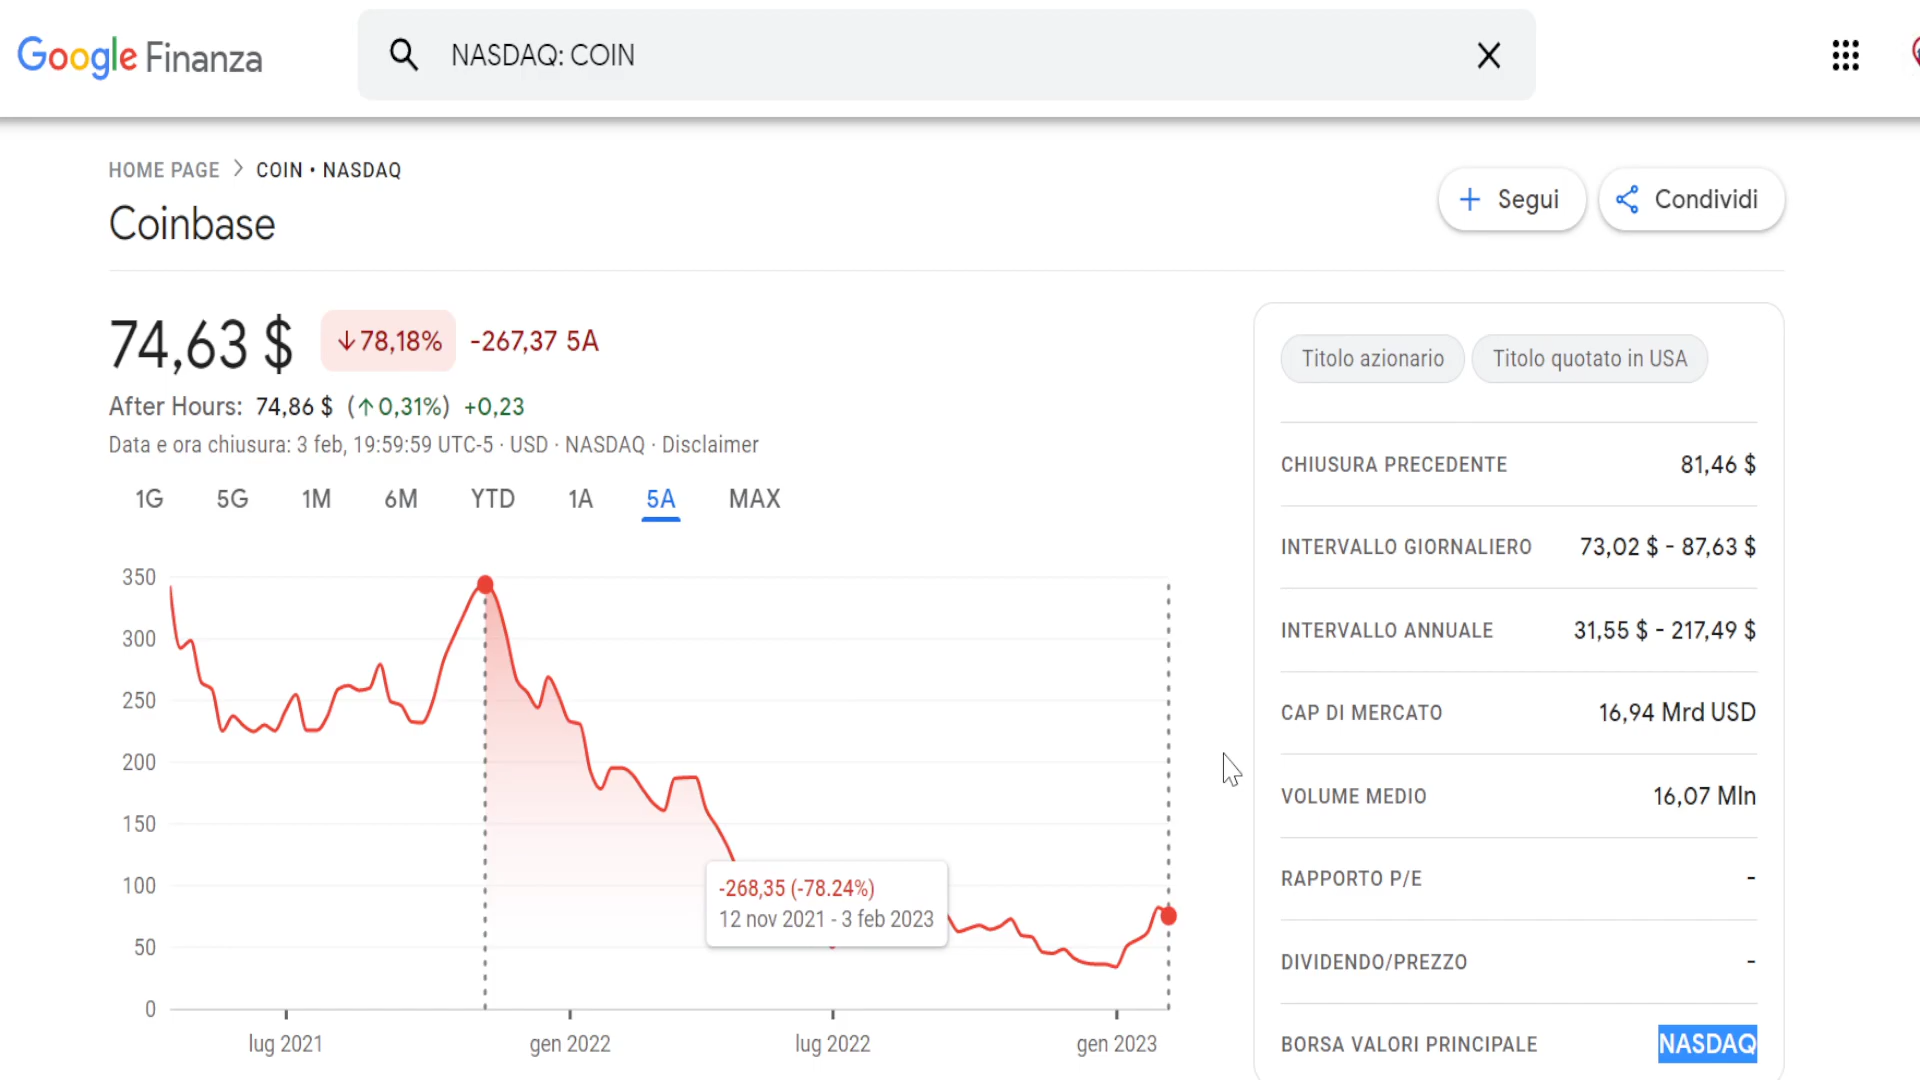 Google Finanza
NASDAQ: COIN
HOME PAGE > COIN • NASDAQ
Coinbase
Segui
Condividi
74,63 $ ↓78,18% -267,37 5A
After Hours: 74,86 $ (↑0,31%) +0,23
Data e ora chiusura: 3 feb, 19:59:59 UTC-5 · USD · NASDAQ · Disclaimer
1G 5G 1M 6M YTD 1A 5A MAX
350
300
250
200
150
100
50
0
-268,35 (-78.24%)
12 nov 2021 - 3 feb 2023
lug 2021 gen 2022 lug 2022 gen 2023
Titolo azionario Titolo quotato in USA
CHIUSURA PRECEDENTE 81,46 $
INTERVALLO GIORNALIERO 73,02 $ - 87,63 $
INTERVALLO ANNUALE 31,55 $ - 217,49 $
CAP DI MERCATO 16,94 Mrd USD
VOLUME MEDIO 16,07 Mln
RAPPORTO P/E -
DIVIDENDO/PREZZO -
BORSA VALORI PRINCIPALE NASDAQ